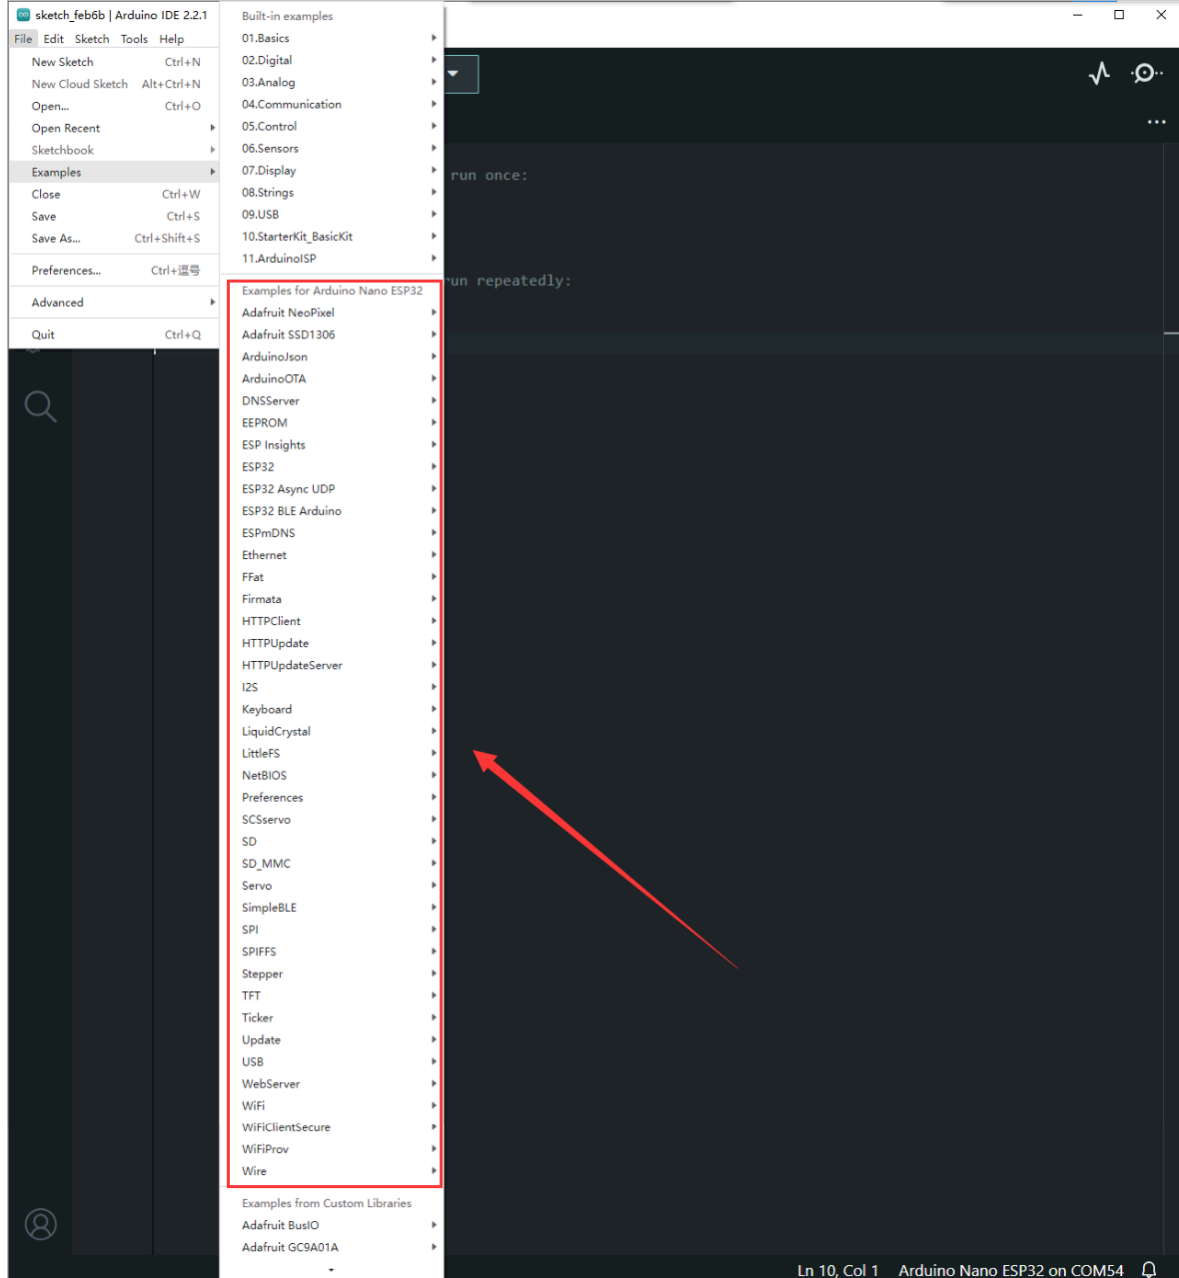 sketch_feb6b | Arduino IDE 2.2.1
File Edit Sketch Tools Help
New Sketch Ctrl+N
New Cloud Sketch Alt+Ctrl+N
Open... Ctrl+O
Open Recent
Sketchbook
Examples
Close Ctrl+W
Save Ctrl+S
Save As... Ctrl+Shift+S
Preferences... Ctrl+逗号
Advanced
Quit Ctrl+Q
Built-in examples
01.Basics
02.Digital
03.Analog
04.Communication
05.Control
06.Sensors
07.Display
08.Strings
09.USB
10.StarterKit_BasicKit
11.ArduinoISP
Examples for Arduino Nano ESP32
Adafruit NeoPixel
Adafruit SSD1306
ArduinoJson
ArduinoOTA
DNSServer
EEPROM
ESP Insights
ESP32
ESP32 Async UDP
ESP32 BLE Arduino
ESPmDNS
Ethernet
FFat
Firmata
HTTPClient
HTTPUpdate
HTTPUpdateServer
I2S
Keyboard
LiquidCrystal
LittleFS
NetBIOS
Preferences
SCSservo
SD
SD_MMC
Servo
SimpleBLE
SPI
SPIFFS
Stepper
TFT
Ticker
Update
USB
WebServer
WiFi
WiFiClientSecure
WiFiProv
Wire
Examples from Custom Libraries
Adafruit BusIO
Adafruit GC9A01A
run once:
run repeatedly:
Ln 10, Col 1 Arduino Nano ESP32 on COM54